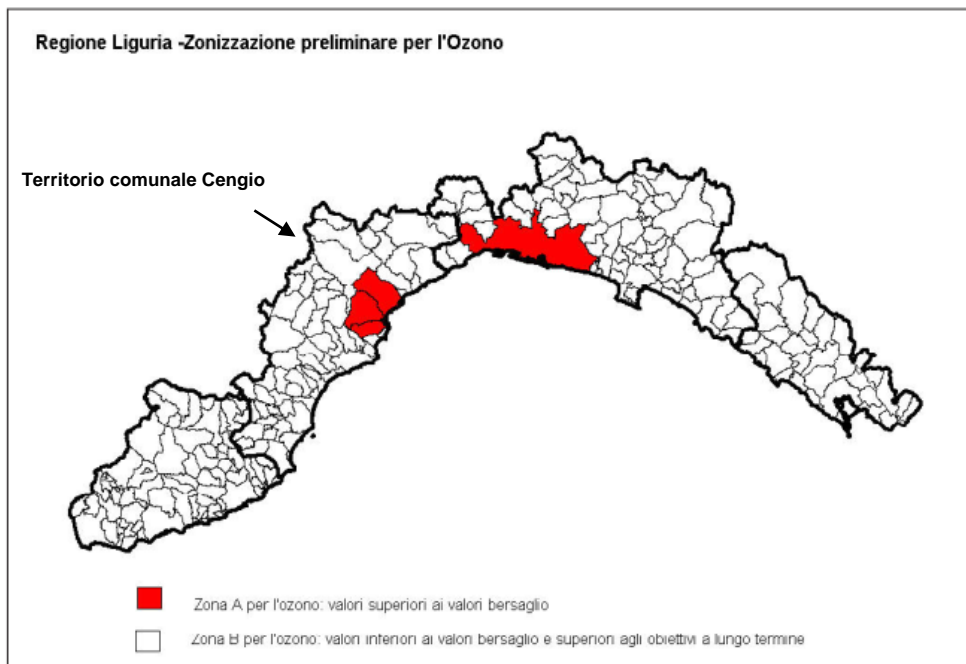 Regione Liguria -Zonizzazione preliminare per l'Ozono
Territorio comunale Cengio
Zona A per l'ozono: valori superiori ai valori bersaglio
Zona B per l'ozono: valori inferiori ai valori bersaglio e superiori agli obiettivi a lungo termine